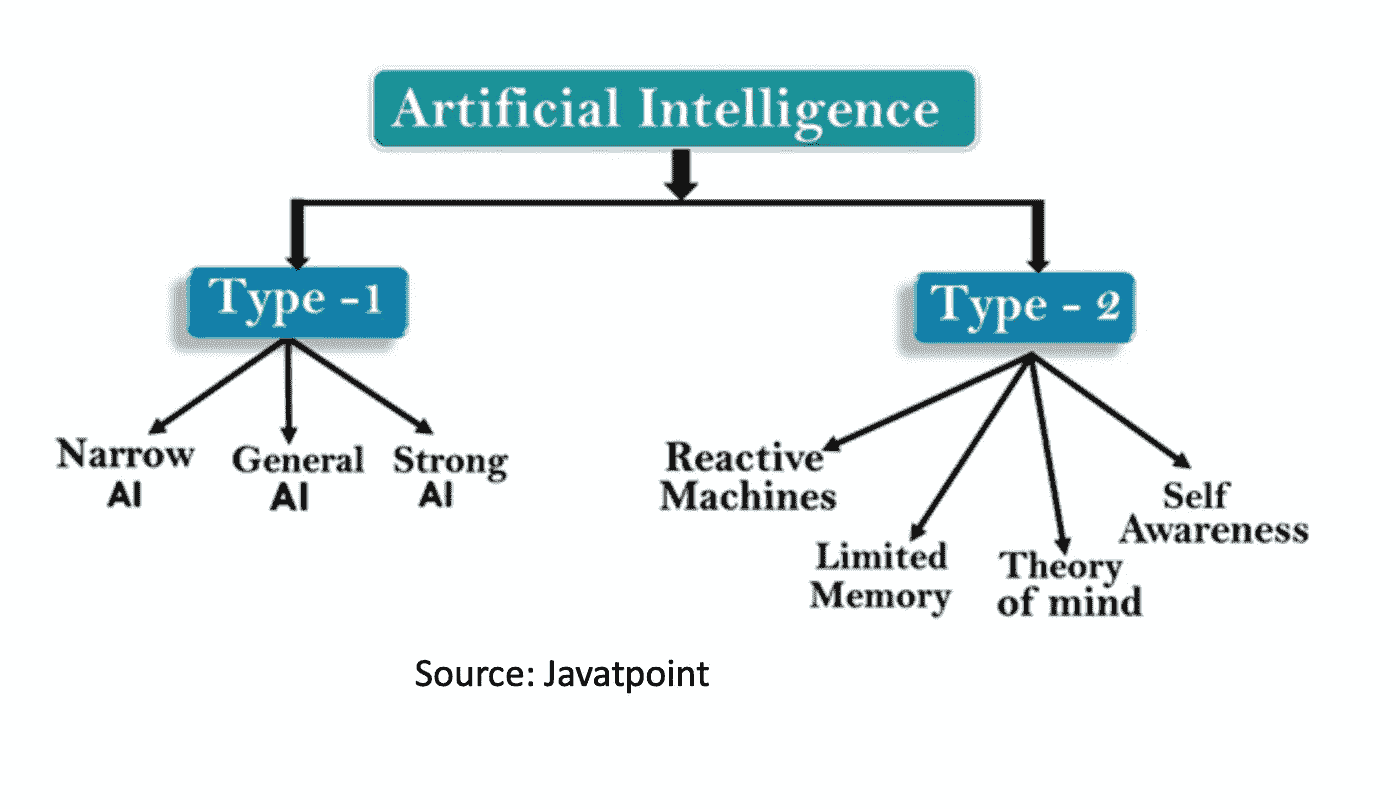 Artificial Intelligence
Type -1
Type - 2
Narrow
AI
General
AI
Strong
AI
Reactive
Machines
Limited
Memory
Theory
of mind
Self
Awareness
Source: Javatpoint